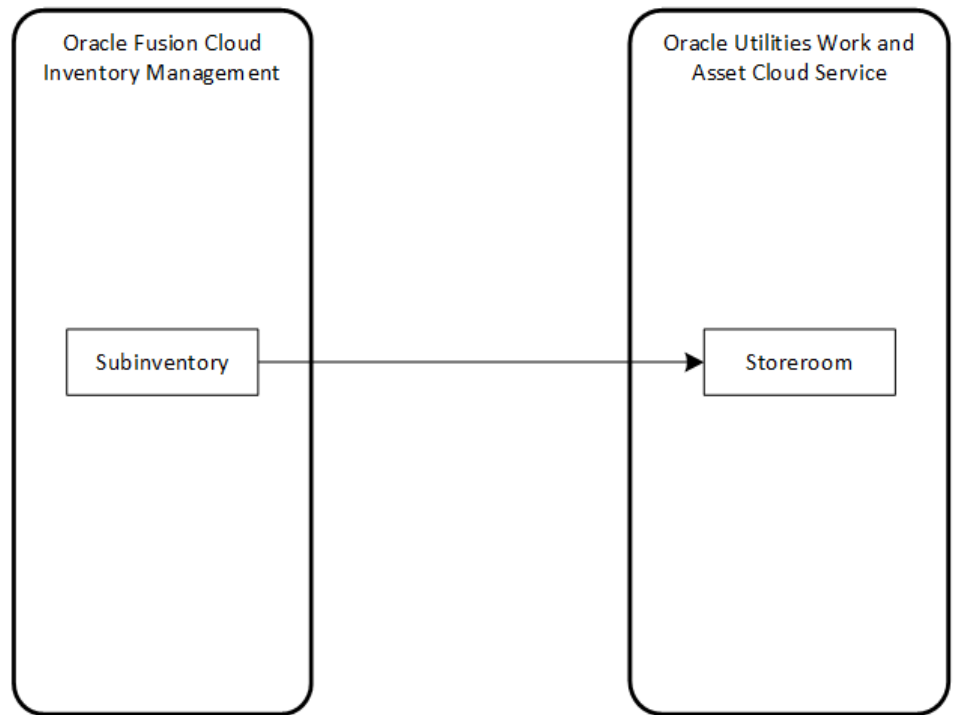 Oracle Fusion Cloud
Inventory Management
Oracle Utilities Work and
Asset Cloud Service
Subinventory
Storeroom